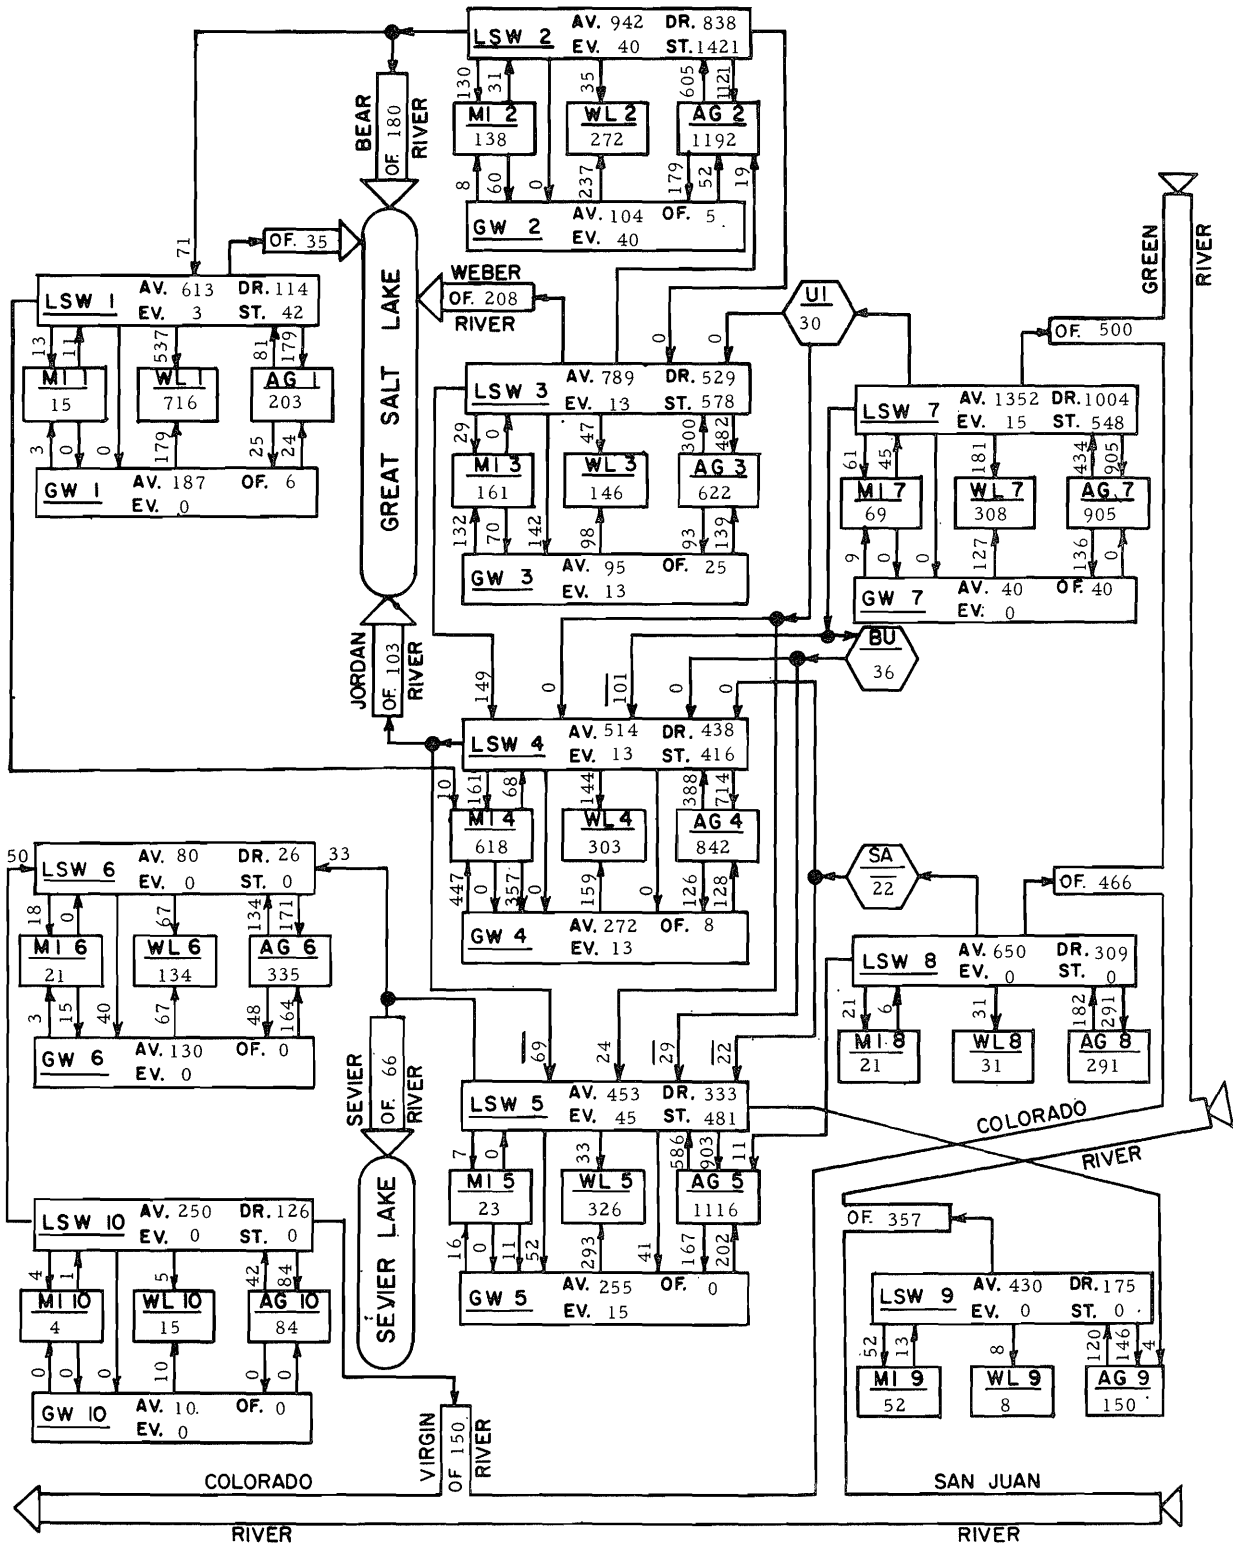 LSW 2 AV. 942 DR. 838
EV. 40 ST. 1421
130 31 35 605 1121
MI 2 WL 2 AG 2
138 272 1192
8 60 0 237 179 52 19
GW 2 AV. 104 OF. 5
EV. 40
BEAR
OF. 180
RIVER
71
OF. 35
LSW 1 AV. 613 DR. 114
EV. 3 ST. 42
13 11 537 81 179
MI 1 WL 1 AG 1
15 716 203
3 0 0 179 25 24
GW 1 AV. 187 OF. 6
EV. 0
GREAT SALT LAKE
WEBER
OF. 208
RIVER
0 0
UI
30
LSW 3 AV. 789 DR. 529
EV. 13 ST. 578
29 0 47 300 482
MI 3 WL 3 AG 3
161 146 622
132 70 142 98 93 139
GW 3 AV. 95 OF. 25
EV. 13
GREEN
RIVER
OF. 500
LSW 7 AV. 1352 DR. 1004
EV. 15 ST. 548
61 45 181 434 905
MI 7 WL 7 AG 7
69 308 905
9 0 0 127 136 0
GW 7 AV. 40 OF. 40
EV. 0
BU
36
JORDAN
OF. 103
RIVER
149 0 101 0 0
LSW 4 AV. 514 DR. 438
EV. 13 ST. 416
10 161 68 144 388 714
MI 4 WL 4 AG 4
618 303 842
447 0 357 0 159 0 126 128
GW 4 AV. 272 OF. 8
EV. 13
50 33
LSW 6 AV. 80 DR. 26
EV. 0 ST. 0
18 0 67 134 171
MI 6 WL 6 AG 6
21 134 335
3 15 40 67 48 164
GW 6 AV. 130 OF. 0
EV. 0
SA
22
OF. 466
LSW 8 AV. 650 DR. 309
EV. 0 ST. 0
21 6 31 182 291
MI 8 WL 8 AG 8
21 31 291
SEVIER
OF. 66
RIVER
69 24 29 22
LSW 5 AV. 453 DR. 333
EV. 45 ST. 481
7 0 33 586 903 11
MI 5 WL 5 AG 5
23 326 1116
16 0 11 52 293 41 167 202
GW 5 AV. 255 OF. 0
EV. 15
COLORADO
RIVER
LSW 10 AV. 250 DR. 126
EV. 0 ST. 0
4 1 5 42 84
MI 10 WL 10 AG 10
4 15 84
0 0 0 10 0 0
GW 10 AV. 10. OF. 0
EV. 0
SEVIER LAKE
OF. 357
LSW 9 AV. 430 DR. 175
EV. 0 ST. 0
52 13 8 120 146 4
MI 9 WL 9 AG 9
52 8 150
VIRGIN
OF 150
RIVER
COLORADO
RIVER
SAN JUAN
RIVER